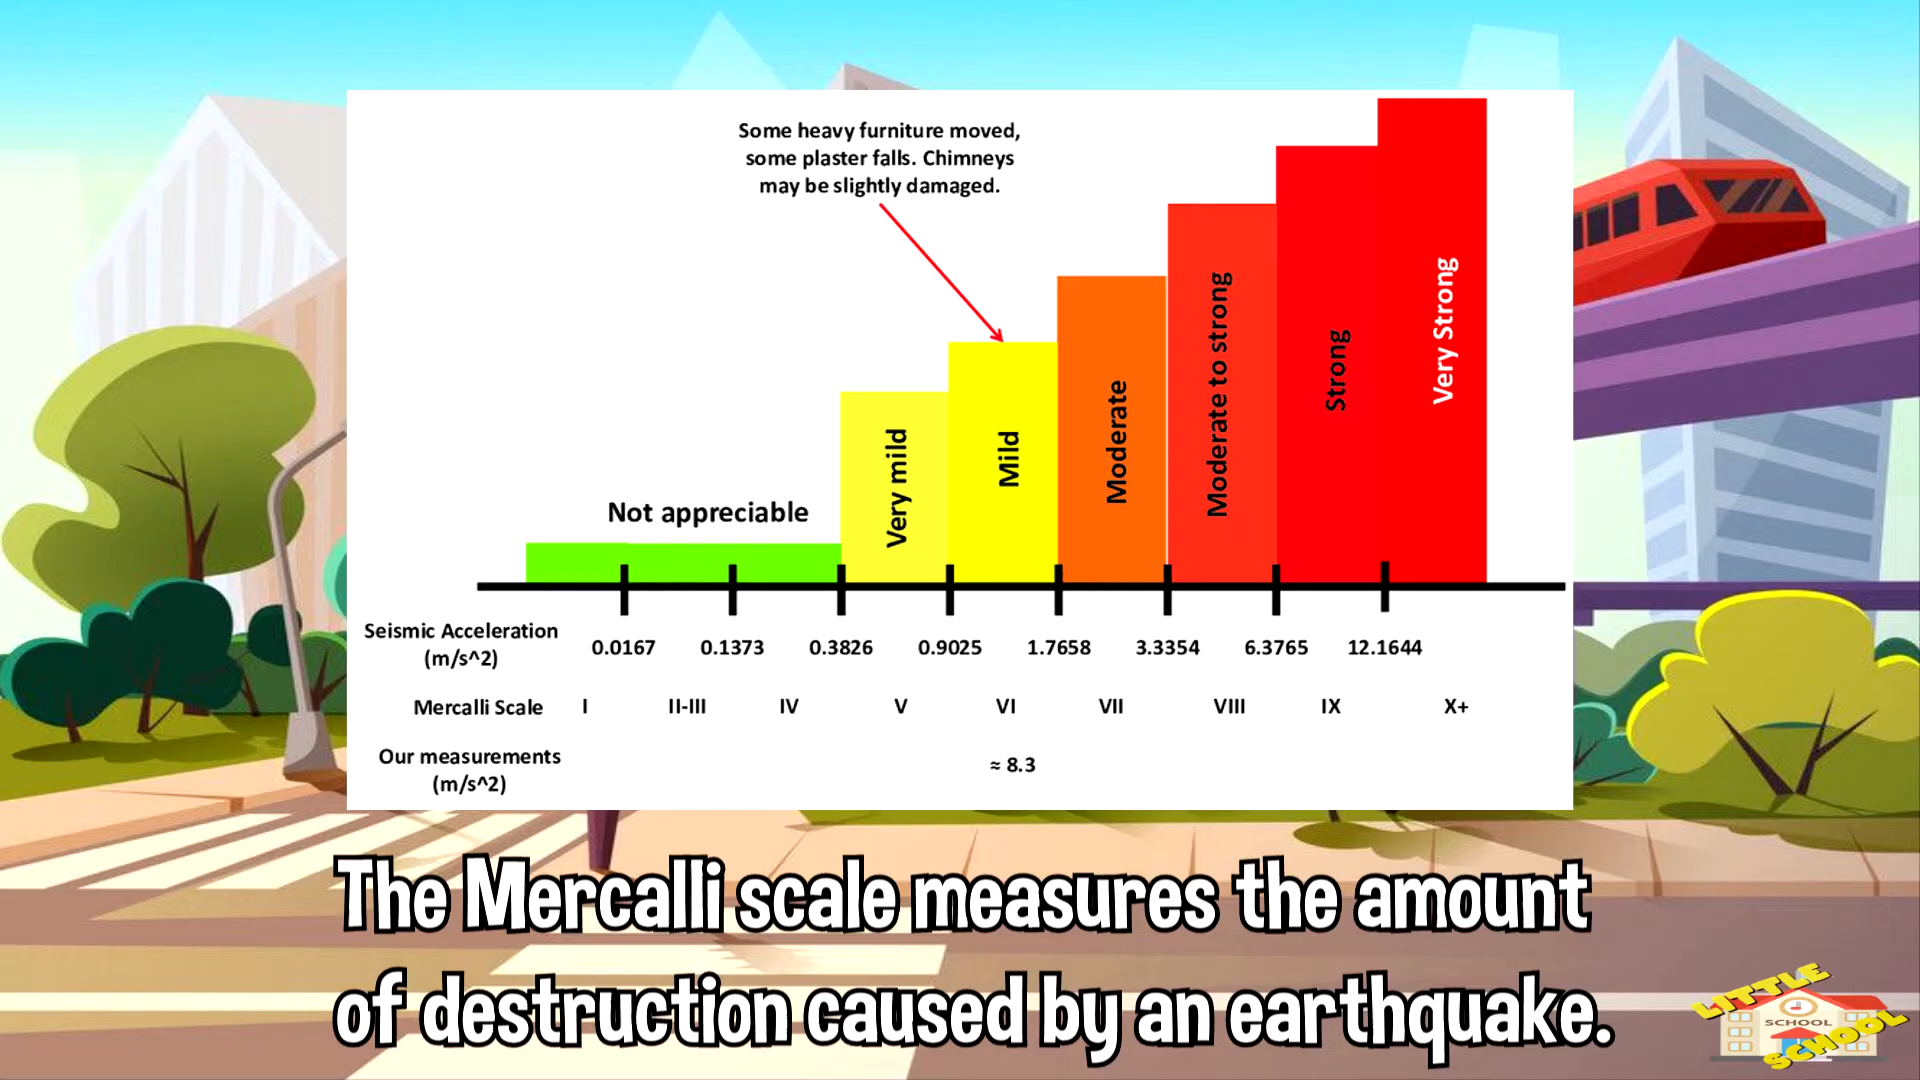 Some heavy furniture moved,
some plaster falls. Chimneys
may be slightly damaged.
Not appreciable
Very mild
Mild
Moderate
Moderate to strong
Strong
Very Strong
Seismic Acceleration
(m/s^2)
0.0167 0.1373 0.3826 0.9025 1.7658 3.3354 6.3765 12.1644
Mercalli Scale I II-III IV V VI VII VIII IX X+
Our measurements
(m/s^2)
≈ 8.3
The Mercalli scale measures the amount
of destruction caused by an earthquake.
LITTLE
SCHOOL
SCHOOL